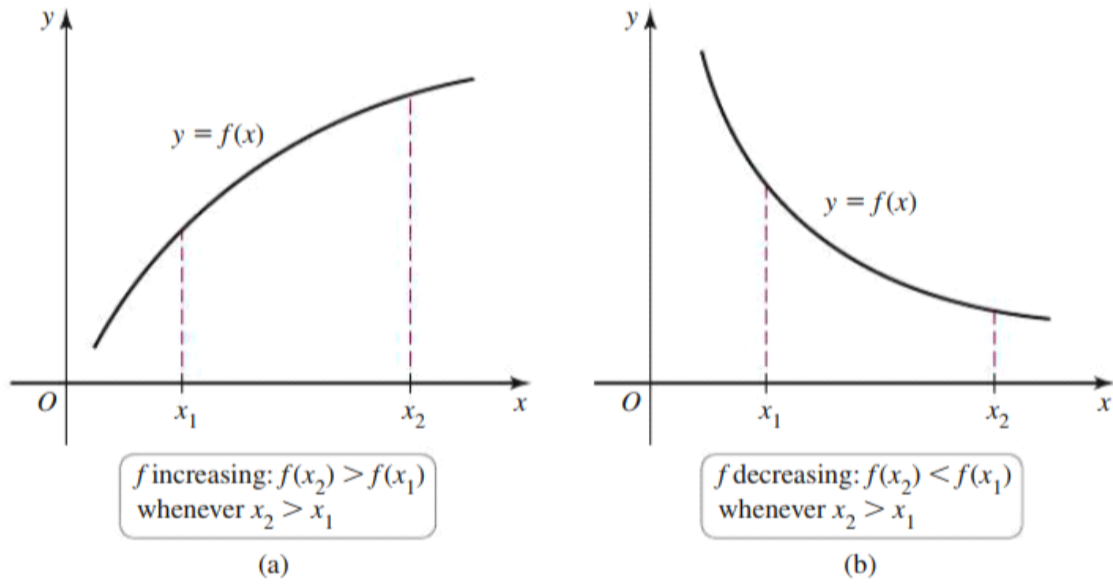 y
y = f(x)
O
x₁
x₂
x
f increasing: f(x₂) > f(x₁)
whenever x₂ > x₁
(a)
y
y = f(x)
O
x₁
x₂
x
f decreasing: f(x₂) < f(x₁)
whenever x₂ > x₁
(b)